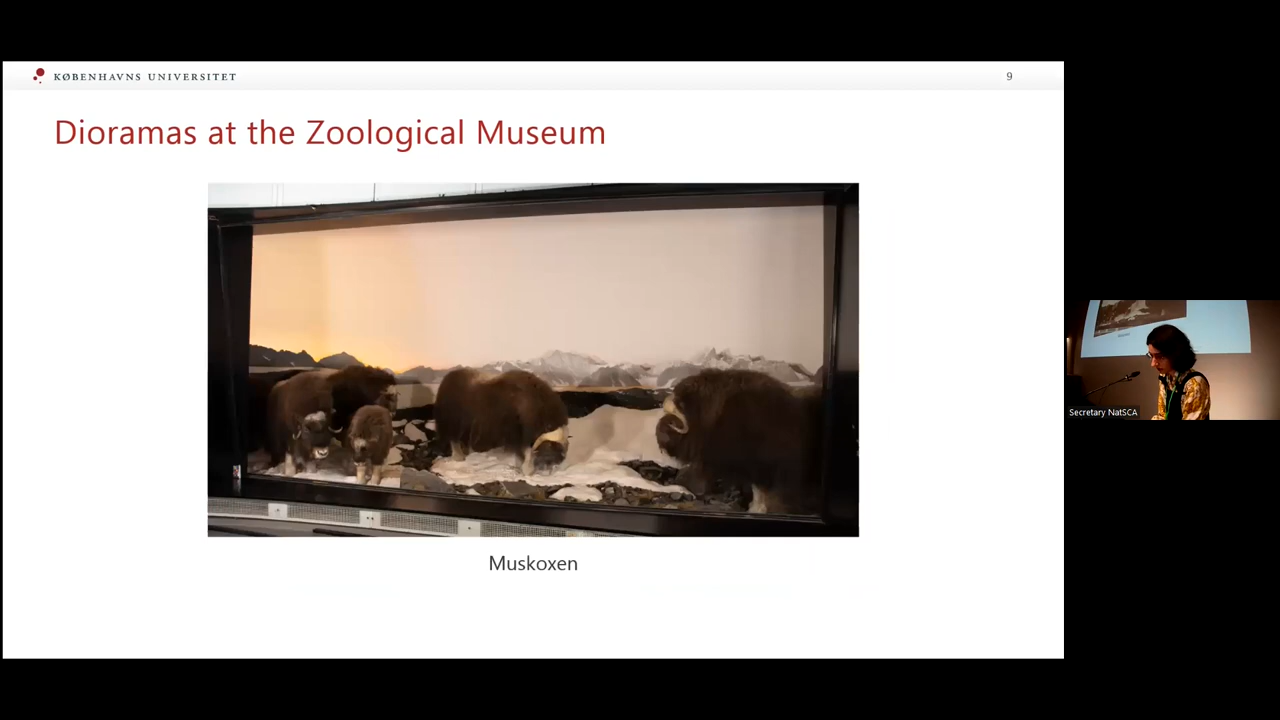 KØBENHAVNS UNIVERSITET
9
Dioramas at the Zoological Museum
Muskoxen
Secretary NatSCA